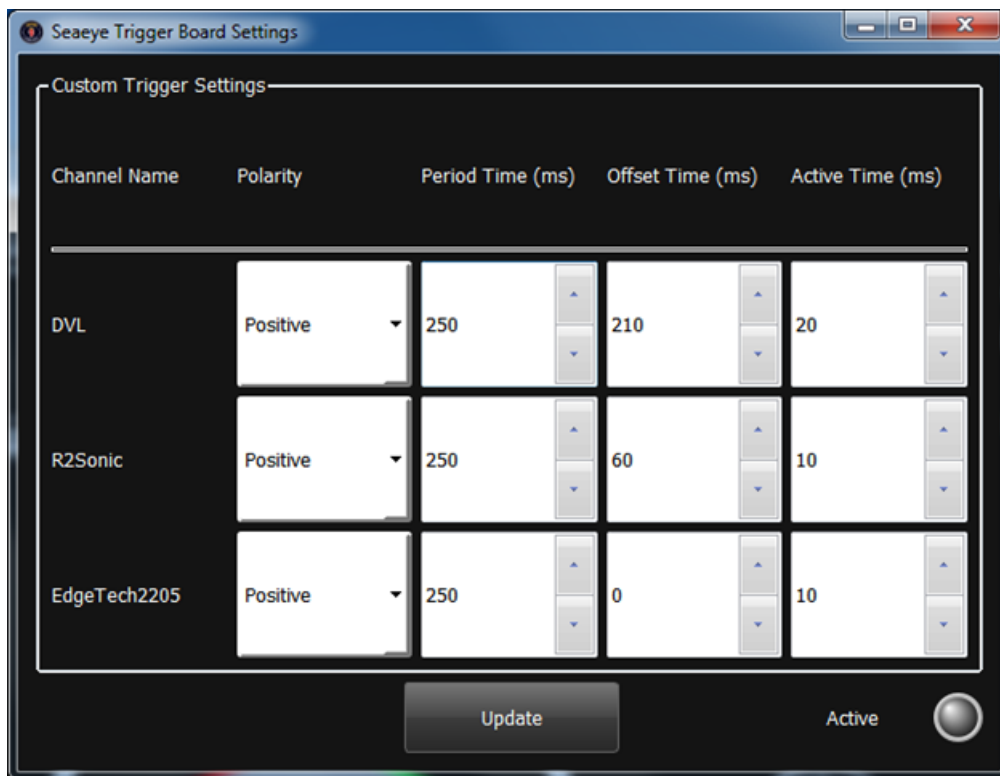 Seaeye Trigger Board Settings
Custom Trigger Settings
Channel Name Polarity Period Time (ms) Offset Time (ms) Active Time (ms)
DVL Positive 250 210 20
R2Sonic Positive 250 60 10
EdgeTech2205 Positive 250 0 10
Update Active